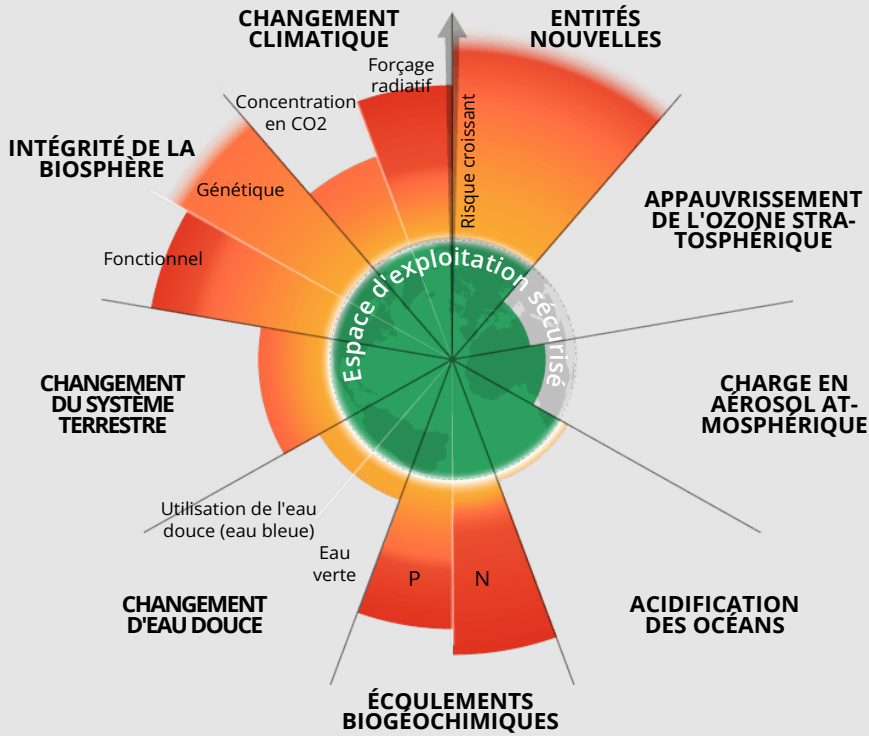 CHANGEMENT
CLIMATIQUE
ENTITÉS
NOUVELLES
Forçage
radiatif
Concentration
en CO2
Risque croissant
INTÉGRITÉ DE LA
BIOSPHÈRE
Génétique
Fonctionnel
APPAUVRISSEMENT
DE L'OZONE STRA-
TOSPHÉRIQUE
Espace d'exploitation sécurisé
CHANGEMENT
DU SYSTÈME
TERRESTRE
CHARGE EN
AÉROSOL AT-
MOSPHÉRIQUE
Utilisation de l'eau
douce (eau bleue)
Eau
verte
P
N
CHANGEMENT
D'EAU DOUCE
ACIDIFICATION
DES OCÉANS
ÉCOULEMENTS
BIOGÉOCHIMIQUES